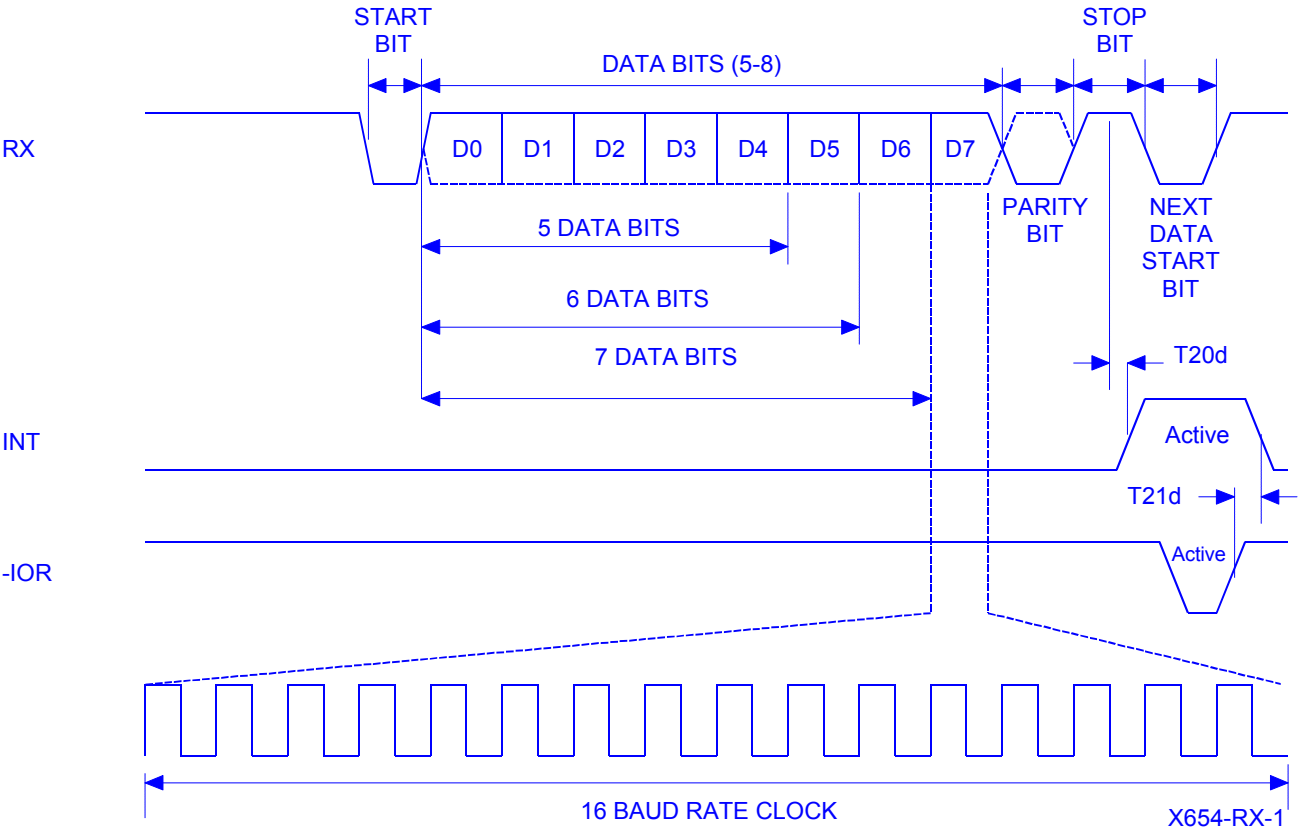 START
BIT
STOP
BIT
DATA BITS (5-8)
RX
D0 D1 D2 D3 D4 D5 D6 D7
PARITY
BIT
NEXT
DATA
START
BIT
5 DATA BITS
6 DATA BITS
7 DATA BITS
T20d
INT
Active
T21d
-IOR
Active
16 BAUD RATE CLOCK
X654-RX-1